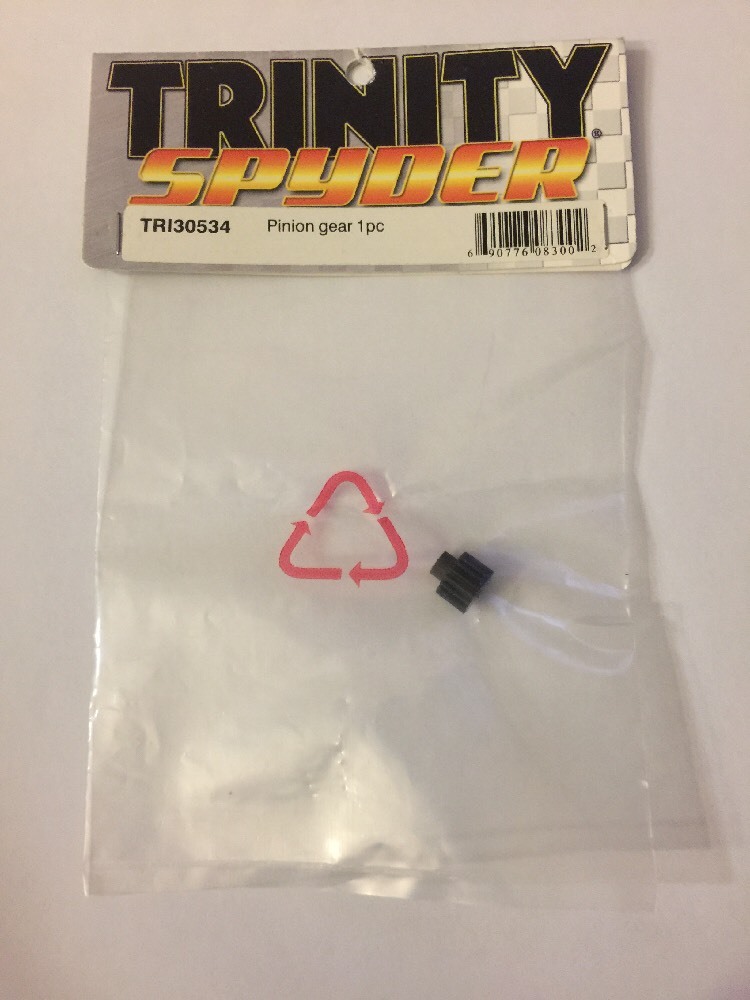 TRINITY
SPYDER®
TRI30534 Pinion gear 1pc
6 90776 08300 2